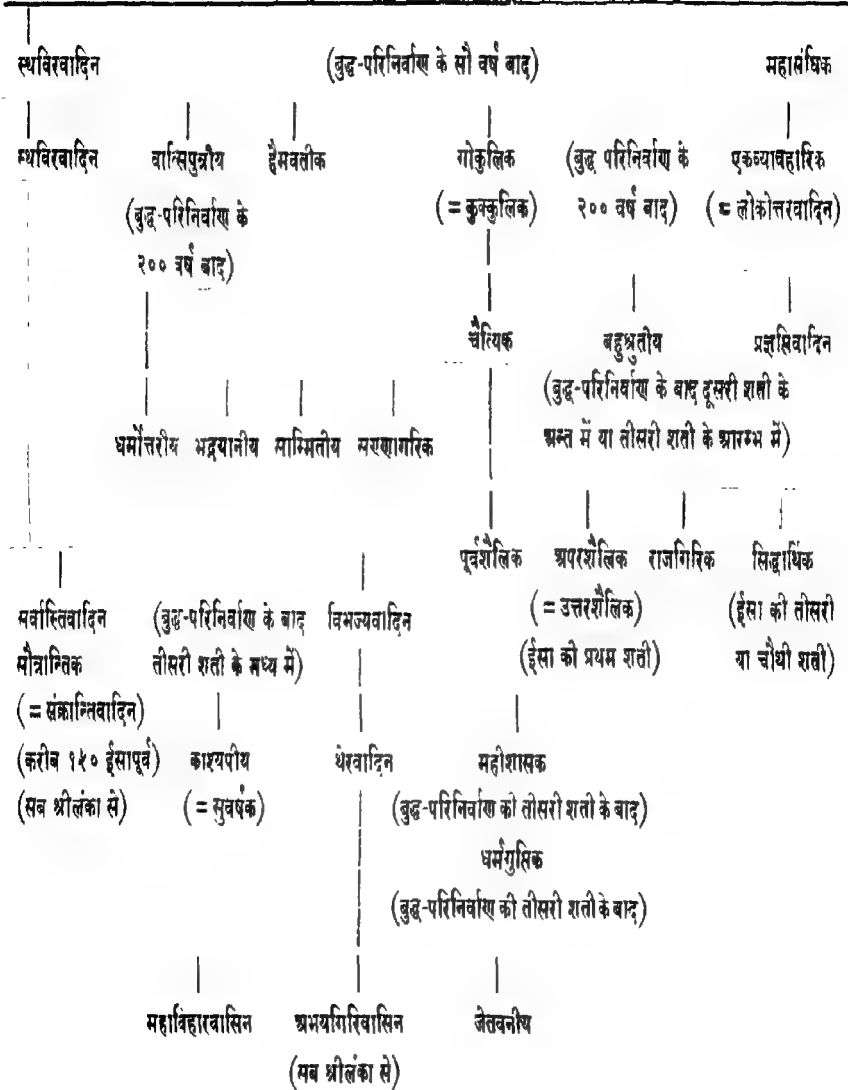 स्थविरवादिन (बुद्ध-परिनिर्वाण के सौ वर्ष बाद) महासंघिक
स्थविरवादिन वात्सिपुत्रीय हैमवतीक गोकुलिक (बुद्ध परिनिर्वाण के एकव्यावहारिक
(बुद्ध-परिनिर्वाण के (= कुक्कुलिक) २०० वर्ष बाद) (= लोकोत्तरवादिन)
२०० वर्ष बाद)
चैत्यिक बहुश्रुतीय प्रज्ञप्तिवादिन
(बुद्ध-परिनिर्वाण के बाद दूसरी शती के
अन्त में या तीसरी शती के आरम्भ में)
धर्मोत्तरीय भद्रयानीय साम्मितीय सण्णागरिक
पूर्वशैलिक अपरशैलिक राजगिरिक सिद्धार्थिक
(= उत्तरशैलिक) (ईसा की तीसरी
(ईसा की प्रथम शती) या चौथी शती)
सर्वास्तिवादिन (बुद्ध-परिनिर्वाण के बाद विभज्यवादिन
सौत्रान्तिक तीसरी शती के मध्य में)
(= संक्रान्तिवादिन)
(करीब १५० ईसापूर्व) काश्यपीय थेरवादिन महीशासक
(सब श्रीलंका से) (= सुवर्षक) (बुद्ध-परिनिर्वाण की तीसरी शती के बाद)
धर्मगुप्तिक
(बुद्ध-परिनिर्वाण की तीसरी शती के बाद)
महाविहारवासिन अभयगिरिवासिन जेतवनीय
(सब श्रीलंका से)